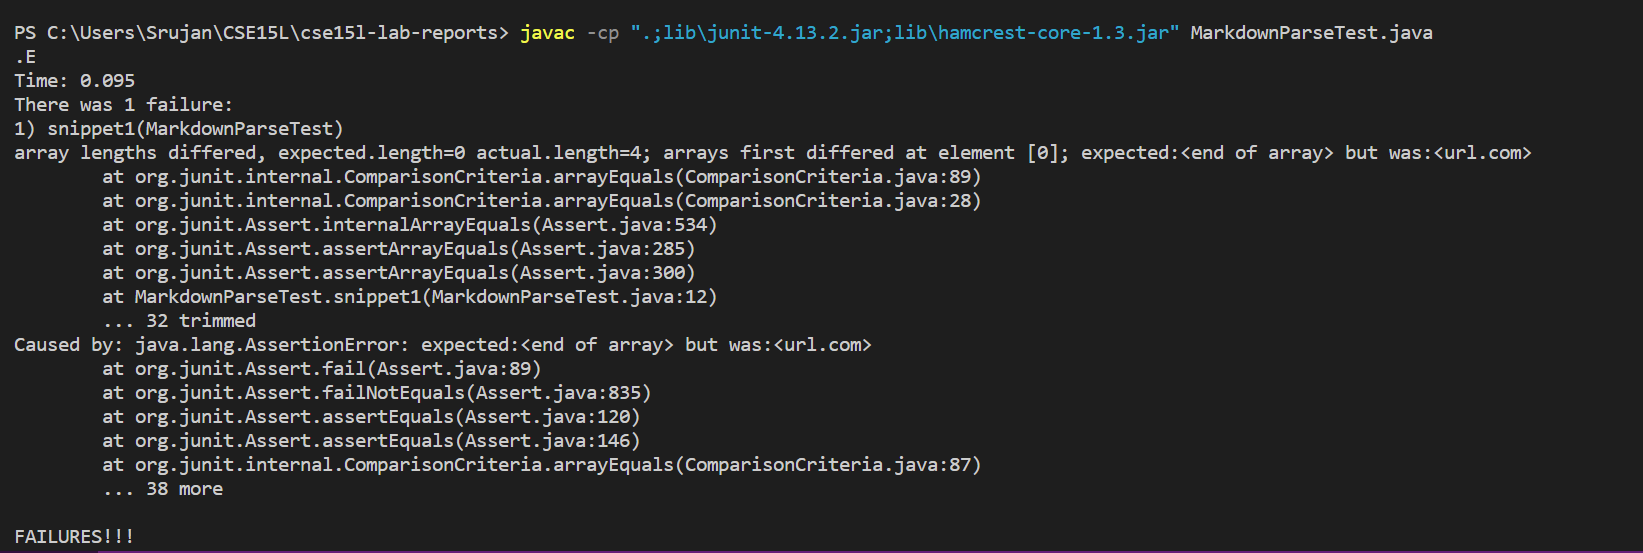 PS C:\Users\Srujan\CSE15L\cse15l-lab-reports> javac -cp ".;lib\junit-4.13.2.jar;lib\hamcrest-core-1.3.jar" MarkdownParseTest.java
.E
Time: 0.095
There was 1 failure:
1) snippet1(MarkdownParseTest)
array lengths differed, expected.length=0 actual.length=4; arrays first differed at element [0]; expected:<end of array> but was:<url.com>
        at org.junit.internal.ComparisonCriteria.arrayEquals(ComparisonCriteria.java:89)
        at org.junit.internal.ComparisonCriteria.arrayEquals(ComparisonCriteria.java:28)
        at org.junit.Assert.internalArrayEquals(Assert.java:534)
        at org.junit.Assert.assertArrayEquals(Assert.java:285)
        at org.junit.Assert.assertArrayEquals(Assert.java:300)
        at MarkdownParseTest.snippet1(MarkdownParseTest.java:12)
        ... 32 trimmed
Caused by: java.lang.AssertionError: expected:<end of array> but was:<url.com>
        at org.junit.Assert.fail(Assert.java:89)
        at org.junit.Assert.failNotEquals(Assert.java:835)
        at org.junit.Assert.assertEquals(Assert.java:120)
        at org.junit.Assert.assertEquals(Assert.java:146)
        at org.junit.internal.ComparisonCriteria.arrayEquals(ComparisonCriteria.java:87)
        ... 38 more
FAILURES!!!